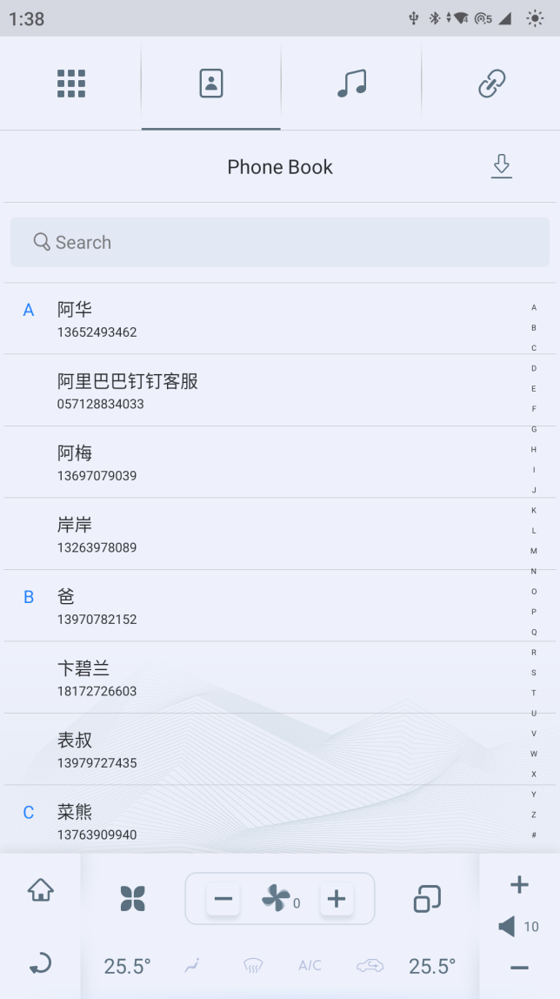 1:38
5
Phone Book
Search
A
阿华
13652493462
阿里巴巴钉钉客服
057128834033
阿梅
13697079039
岸岸
13263978089
B
爸
13970782152
卞碧兰
18172726603
表叔
13979727435
C
菜熊
13763909940
A
B
C
D
E
F
G
H
I
J
K
L
M
N
O
P
Q
R
S
T
U
V
W
X
Y
Z
#
0
10
25.5°
A/C
25.5°